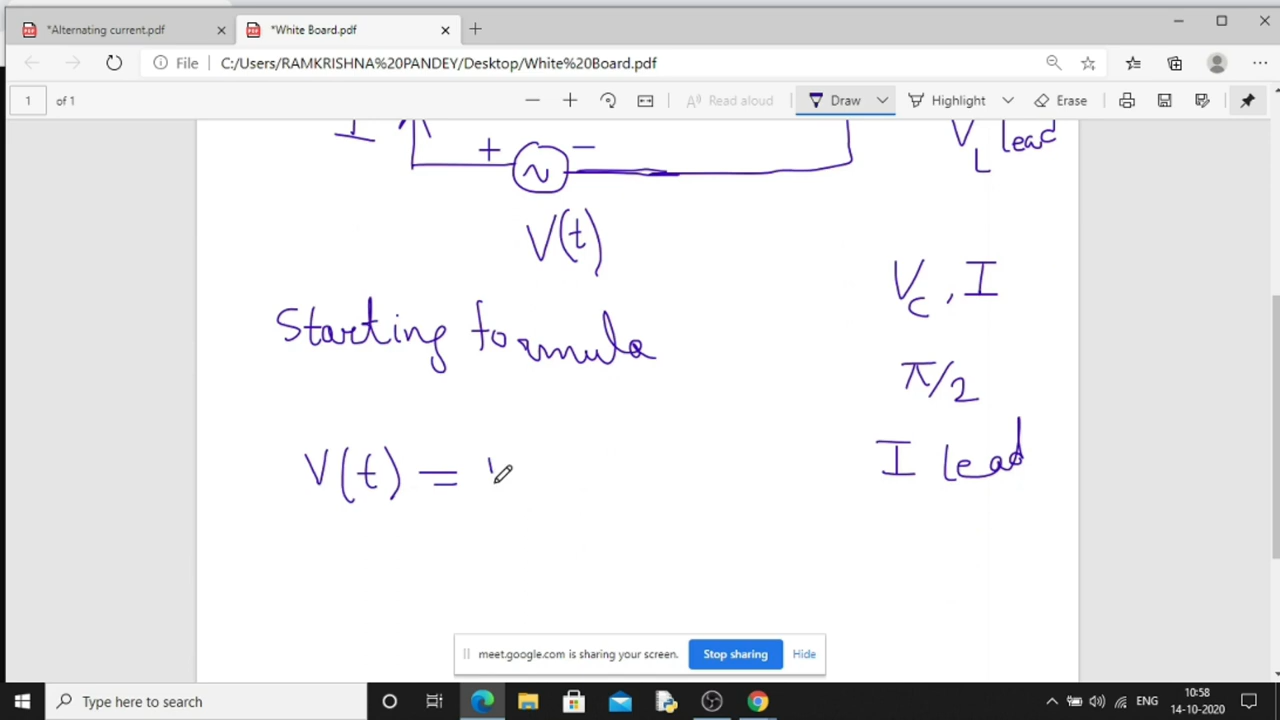 *Alternating current.pdf
*White Board.pdf
File C:/Users/RAMKRISHNA%20PANDEY/Desktop/White%20Board.pdf
1 of 1 Read aloud Draw Highlight Erase
I + ~ - V_L lead
V(t)
V_C, I
Starting formula
π/2
V(t) =
I lead
meet.google.com is sharing your screen. Stop sharing Hide
Type here to search
ENG 10:58
14-10-2020